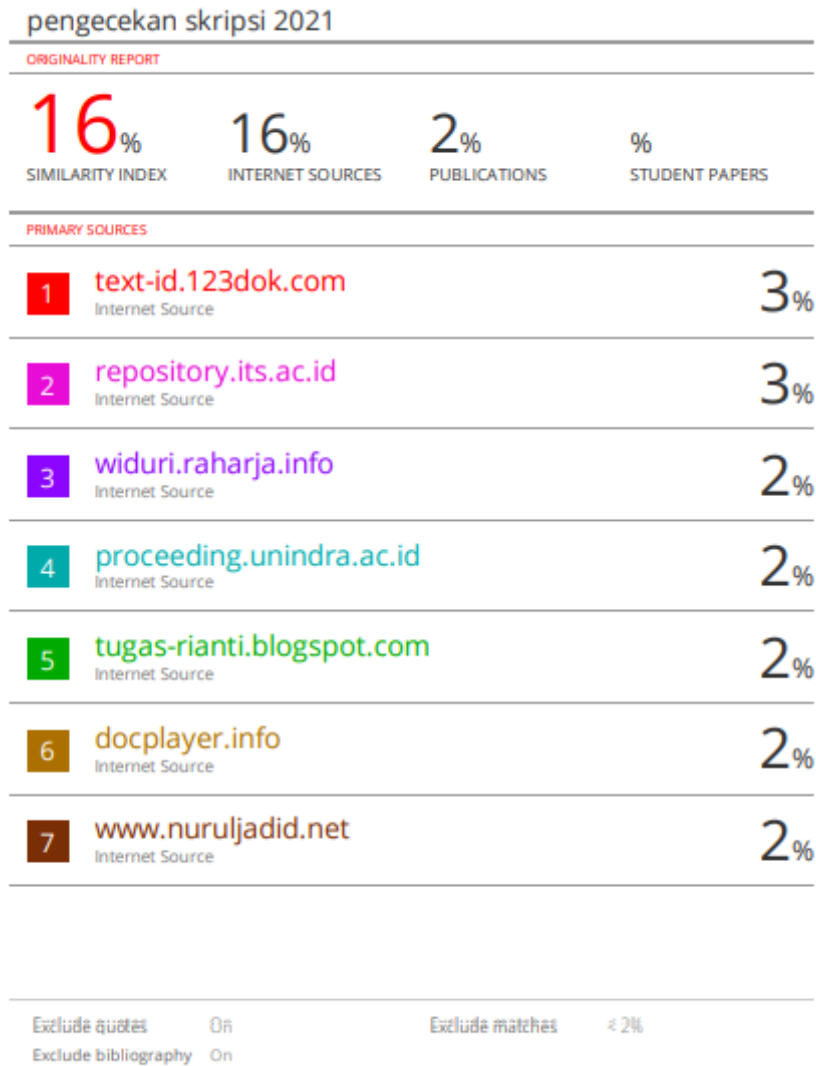 pengecekan skripsi 2021
ORIGINALITY REPORT
16% 16% 2% %
SIMILARITY INDEX INTERNET SOURCES PUBLICATIONS STUDENT PAPERS
PRIMARY SOURCES
1 text-id.123dok.com 3%
Internet Source
2 repository.its.ac.id 3%
Internet Source
3 widuri.raharja.info 2%
Internet Source
4 proceeding.unindra.ac.id 2%
Internet Source
5 tugas-rianti.blogspot.com 2%
Internet Source
6 docplayer.info 2%
Internet Source
7 www.nuruljadid.net 2%
Internet Source
Exclude quotes On Exclude matches < 2%
Exclude bibliography On